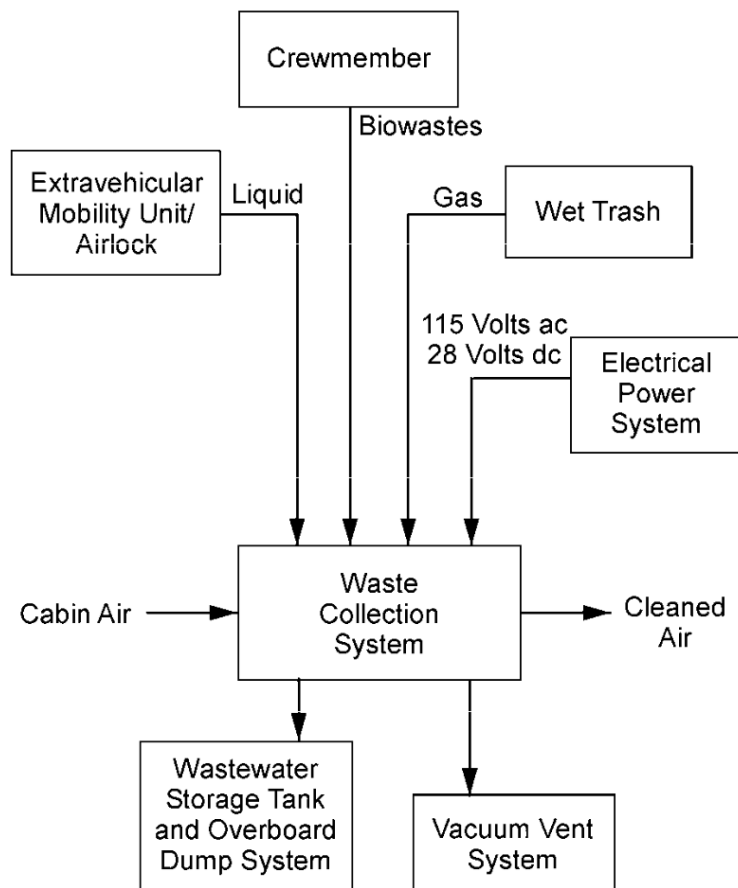 Crewmember
Biowastes
Extravehicular
Mobility Unit/
Airlock
Liquid
Gas
Wet Trash
115 Volts ac
28 Volts dc
Electrical
Power
System
Cabin Air
Waste
Collection
System
Cleaned
Air
Wastewater
Storage Tank
and Overboard
Dump System
Vacuum Vent
System